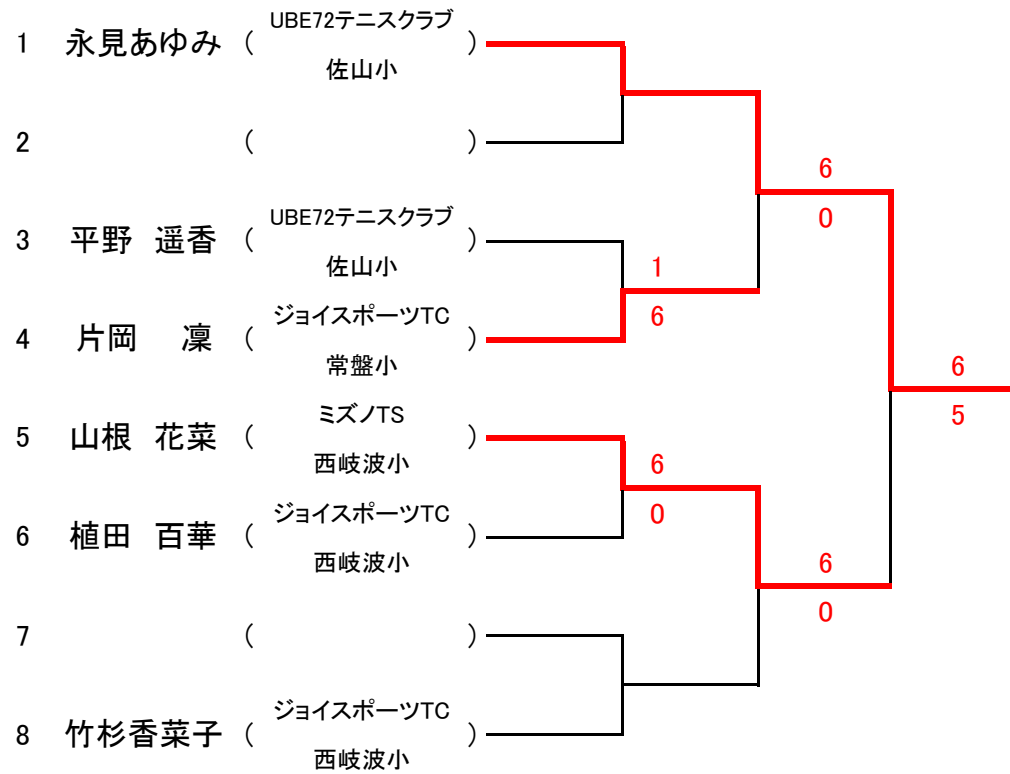 UBE72テニスクラブ
1 永見あゆみ ( )
佐山小
2 ( )
6
UBE72テニスクラブ
0
3 平野 遥香 ( )
佐山小
1
ジョイスポーツTC
6
4 片岡 凜 ( )
常盤小
6
ミズノTS
5
5 山根 花菜 ( )
西岐波小
6
ジョイスポーツTC
0
6 植田 百華 ( )
西岐波小
6
0
7 ( )
ジョイスポーツTC
8 竹杉香菜子 ( )
西岐波小